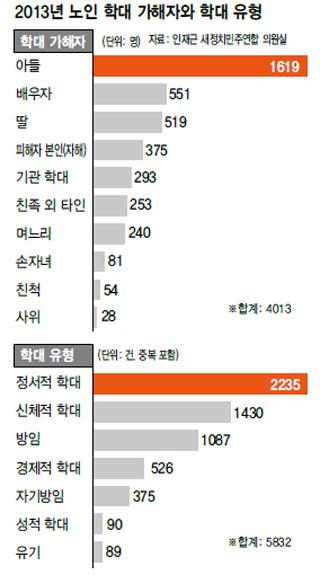 2013년 노인 학대 가해자와 학대 유형
학대 가해자 (단위: 명) 자료: 인재근 새정치민주연합 의원실
아들 1619
배우자 551
딸 519
피해자 본인(자해) 375
기관 학대 293
친족 외 타인 253
며느리 240
손자녀 81
친척 54
사위 28
※합계: 4013
학대 유형 (단위: 건, 중복 포함)
정서적 학대 2235
신체적 학대 1430
방임 1087
경제적 학대 526
자기방임 375
성적 학대 90
유기 89
※합계: 5832